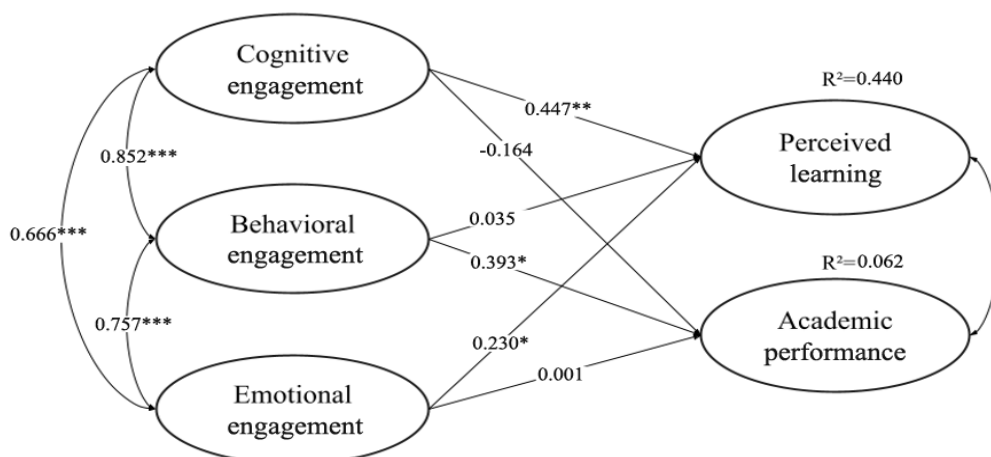 Cognitive
engagement
R²=0.440
0.447**
Perceived
learning
-0.164
0.852***
0.035
Behavioral
engagement
0.666***
0.393*
R²=0.062
0.757***
Academic
performance
0.230*
0.001
Emotional
engagement